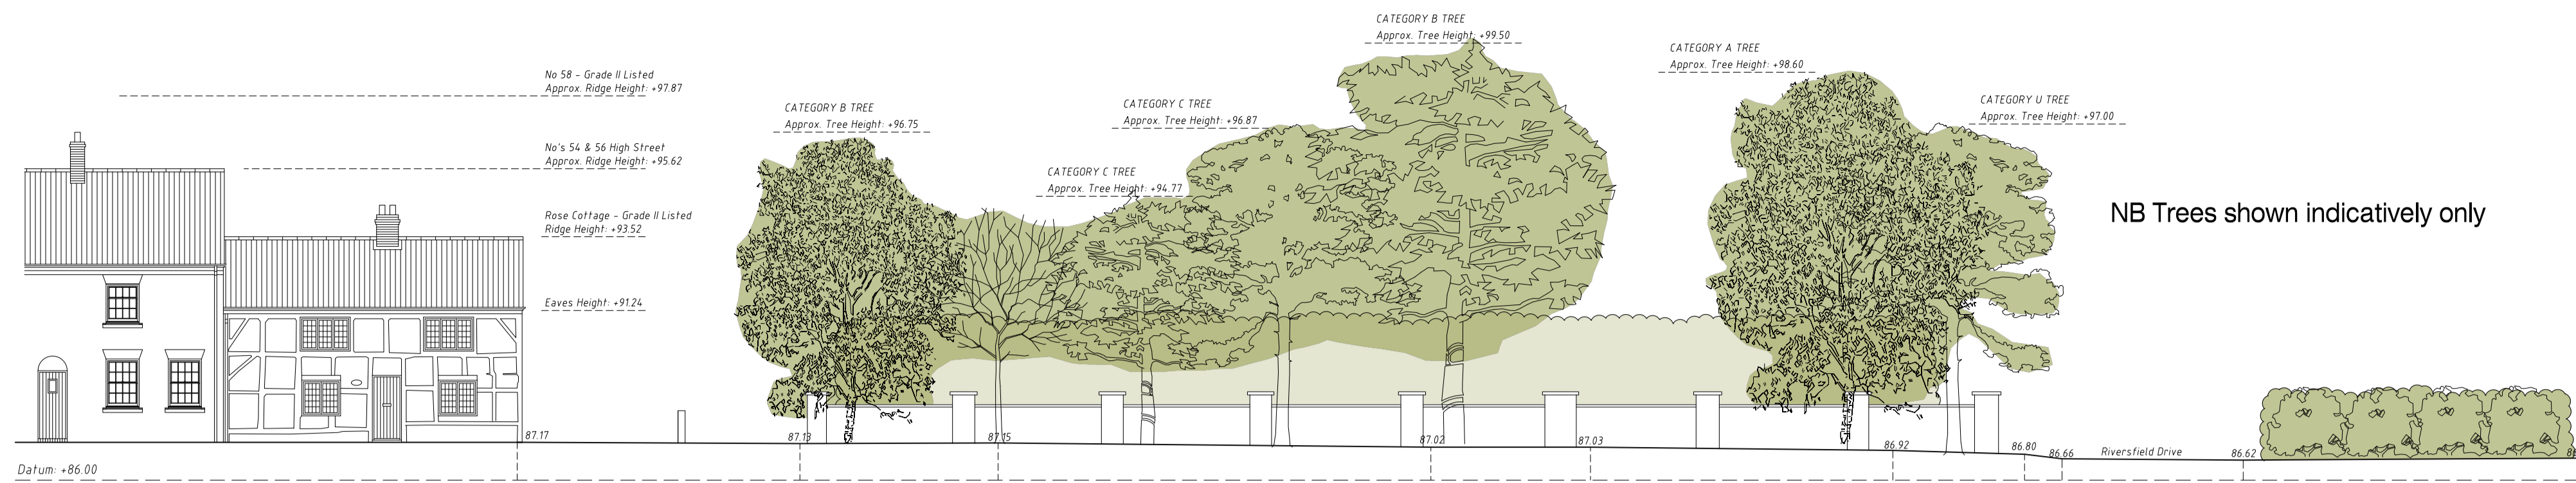 No 58 - Grade II Listed
Approx. Ridge Height: +97.87
No's 54 & 56 High Street
Approx. Ridge Height: +95.62
Rose Cottage - Grade II Listed
Ridge Height: +93.52
Eaves Height: +91.24
CATEGORY B TREE
Approx. Tree Height: +96.75
CATEGORY C TREE
Approx. Tree Height: +94.77
CATEGORY C TREE
Approx. Tree Height: +96.87
CATEGORY B TREE
Approx. Tree Height: +99.50
CATEGORY A TREE
Approx. Tree Height: +98.60
CATEGORY U TREE
Approx. Tree Height: +97.00
NB Trees shown indicatively only
87.17
87.13
87.15
87.02
87.03
86.92
86.80
86.66
Riversfield Drive
86.62
Datum: +86.00